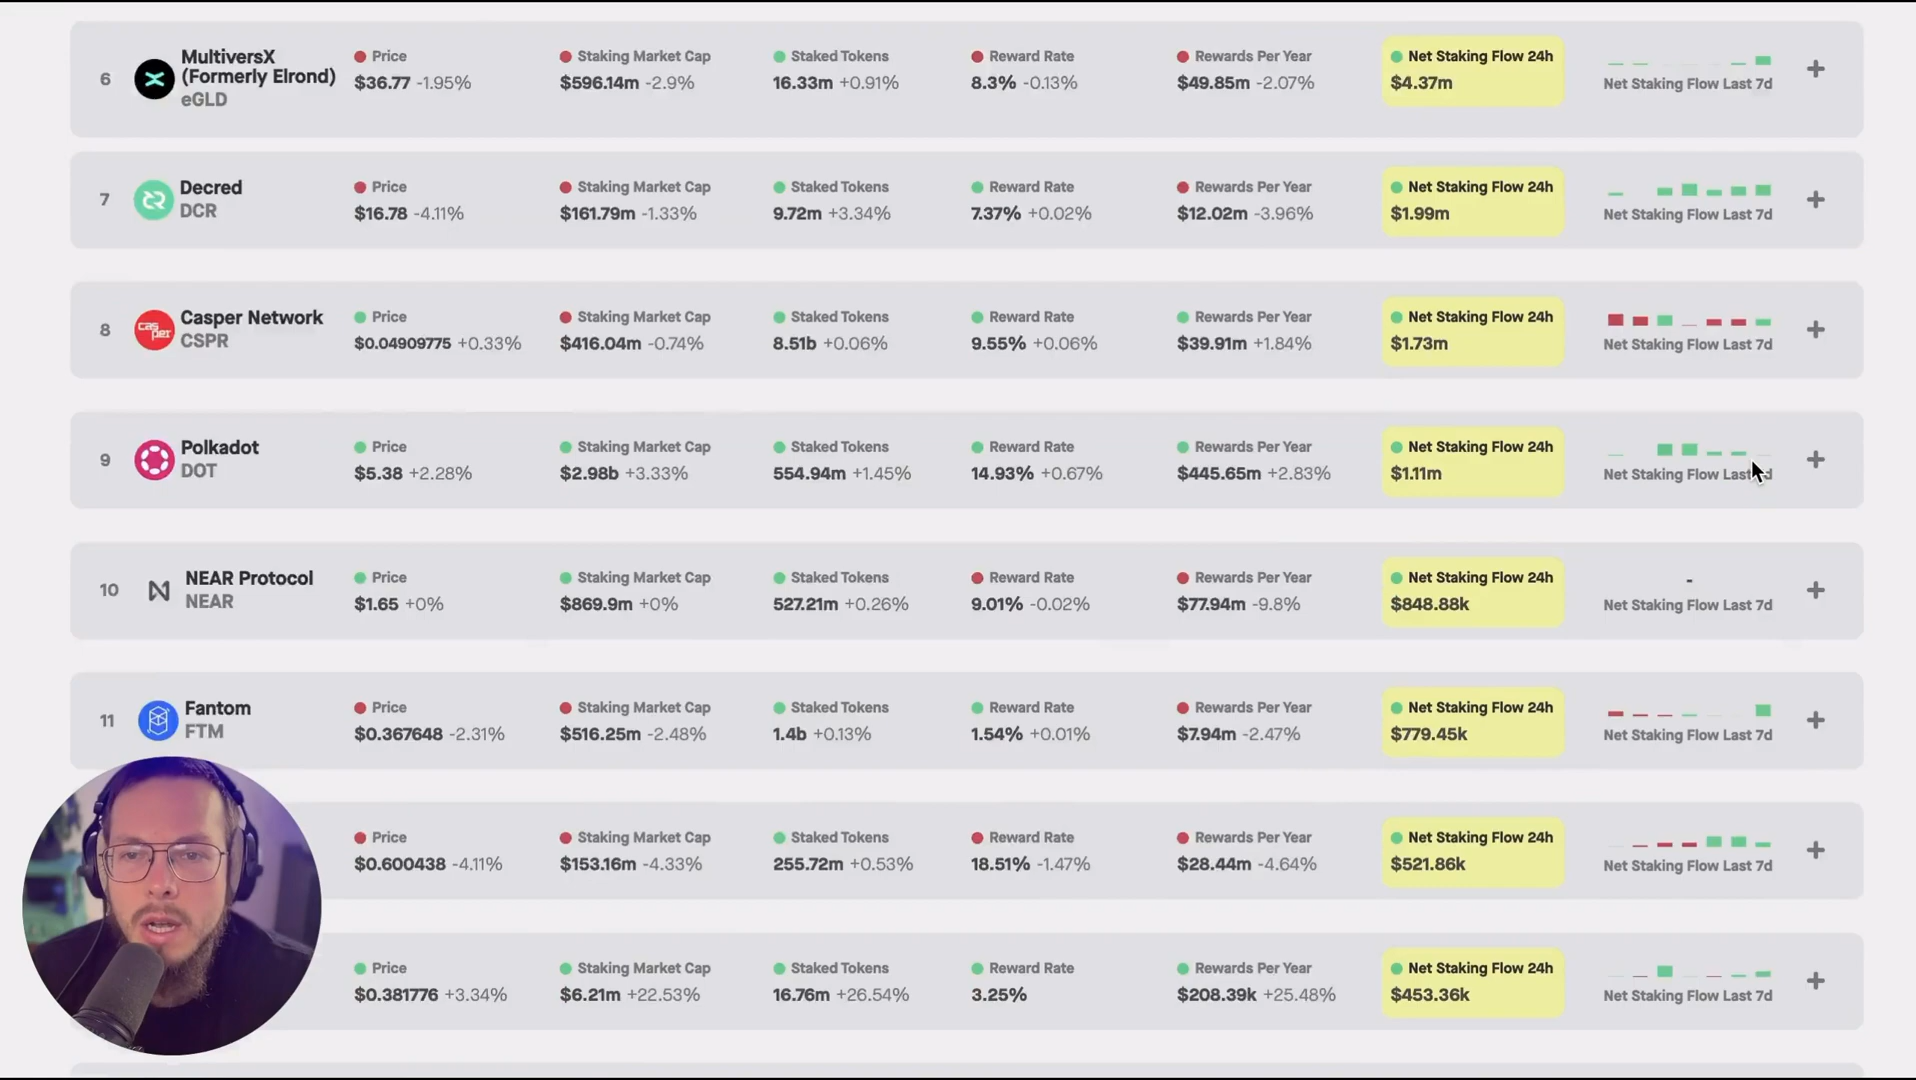 6
MultiversX
(Formerly Elrond)
eGLD
Price
$36.77 -1.95%
Staking Market Cap
$596.14m -2.9%
Staked Tokens
16.33m +0.91%
Reward Rate
8.3% -0.13%
Rewards Per Year
$49.85m -2.07%
Net Staking Flow 24h
$4.37m
Net Staking Flow Last 7d
+
7
Decred
DCR
Price
$16.78 -4.11%
Staking Market Cap
$161.79m -1.33%
Staked Tokens
9.72m +3.34%
Reward Rate
7.37% +0.02%
Rewards Per Year
$12.02m -3.96%
Net Staking Flow 24h
$1.99m
Net Staking Flow Last 7d
+
8
casper
Casper Network
CSPR
Price
$0.04909775 +0.33%
Staking Market Cap
$416.04m -0.74%
Staked Tokens
8.51b +0.06%
Reward Rate
9.55% +0.06%
Rewards Per Year
$39.91m +1.84%
Net Staking Flow 24h
$1.73m
Net Staking Flow Last 7d
+
9
Polkadot
DOT
Price
$5.38 +2.28%
Staking Market Cap
$2.98b +3.33%
Staked Tokens
554.94m +1.45%
Reward Rate
14.93% +0.67%
Rewards Per Year
$445.65m +2.83%
Net Staking Flow 24h
$1.11m
Net Staking Flow Last 7d
+
10
NEAR Protocol
NEAR
Price
$1.65 +0%
Staking Market Cap
$869.9m +0%
Staked Tokens
527.21m +0.26%
Reward Rate
9.01% -0.02%
Rewards Per Year
$77.94m -9.8%
Net Staking Flow 24h
$848.88k
-
Net Staking Flow Last 7d
+
11
Fantom
FTM
Price
$0.367648 -2.31%
Staking Market Cap
$516.25m -2.48%
Staked Tokens
1.4b +0.13%
Reward Rate
1.54% +0.01%
Rewards Per Year
$7.94m -2.47%
Net Staking Flow 24h
$779.45k
Net Staking Flow Last 7d
+
Price
$0.600438 -4.11%
Staking Market Cap
$153.16m -4.33%
Staked Tokens
255.72m +0.53%
Reward Rate
18.51% -1.47%
Rewards Per Year
$28.44m -4.64%
Net Staking Flow 24h
$521.86k
Net Staking Flow Last 7d
+
Price
$0.381776 +3.34%
Staking Market Cap
$6.21m +22.53%
Staked Tokens
16.76m +26.54%
Reward Rate
3.25%
Rewards Per Year
$208.39k +25.48%
Net Staking Flow 24h
$453.36k
Net Staking Flow Last 7d
+